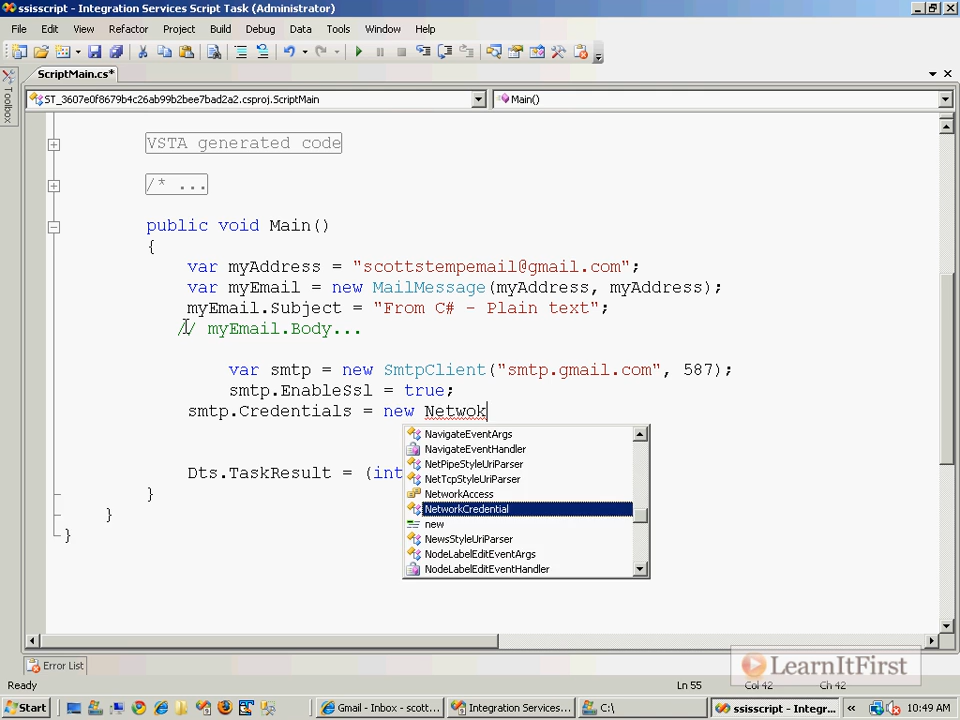 ssisscript - Integration Services Script Task (Administrator)
File Edit View Refactor Project Build Debug Data Tools Window Help
ScriptMain.cs*
Toolbox
ST_3607e0f8679b4c26ab99b2bee7bad2a2.csproj.ScriptMain
Main()
VSTA generated code
/* ...
public void Main()
{
var myAddress = "scottstempemail@gmail.com";
var myEmail = new MailMessage(myAddress, myAddress);
myEmail.Subject = "From C# - Plain text";
// myEmail.Body...
var smtp = new SmtpClient("smtp.gmail.com", 587);
smtp.EnableSsl = true;
smtp.Credentials = new Netwok
NavigateEventArgs
NavigateEventHandler
NetPipeStyleUriParser
NetTcpStyleUriParser
NetworkAccess
NetworkCredential
new
NewsStyleUriParser
NodeLabelEditEventArgs
NodeLabelEditEventHandler
Dts.TaskResult = (int
}
}
}
Error List
LearnItFirst
Ready Ln 55 Col 42 Ch 42
Start Gmail - Inbox - scott... Integration Services... C:\ ssisscript - Integr... « 10:49 AM